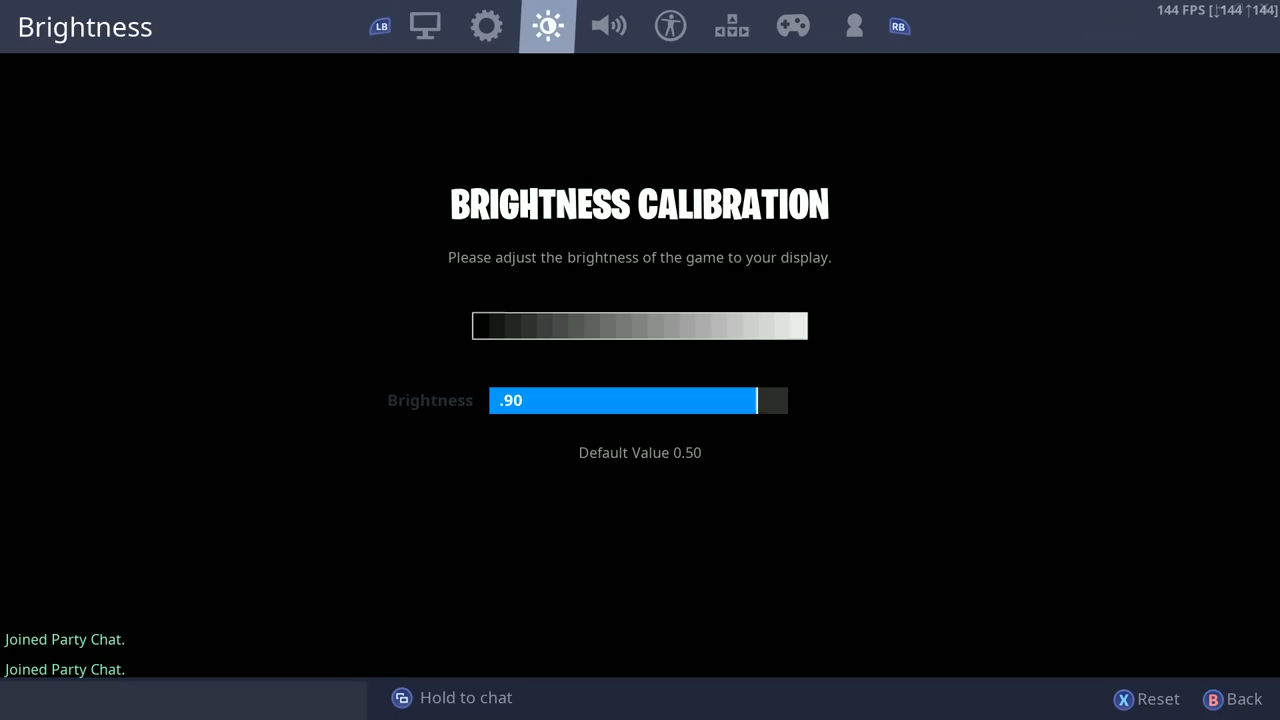 Brightness
LB
RB
144 FPS [↓144 ↑144]
BRIGHTNESS CALIBRATION
Please adjust the brightness of the game to your display.
Brightness
.90
Default Value 0.50
Joined Party Chat.
Joined Party Chat.
Hold to chat
X Reset
B Back